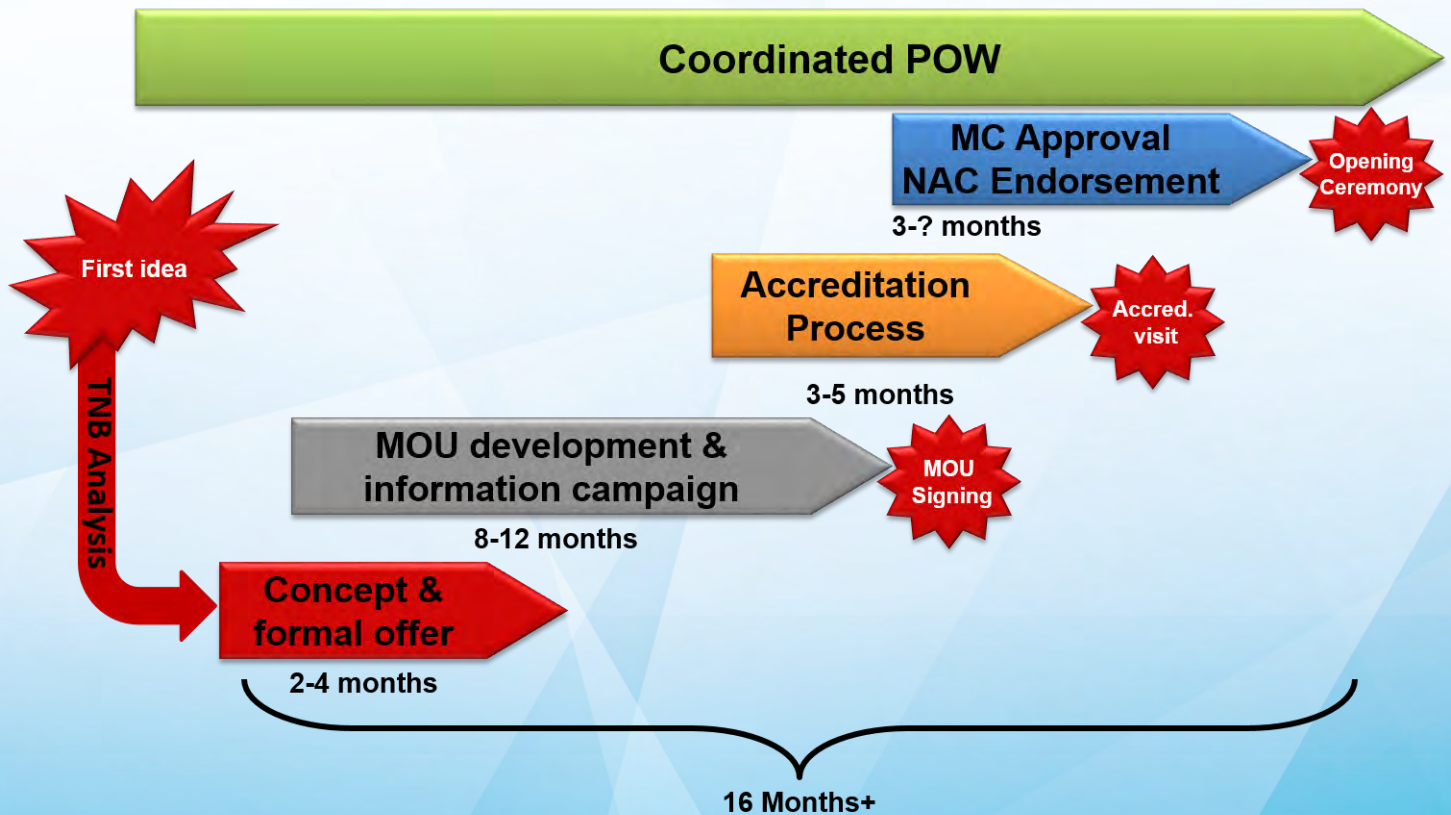 Coordinated POW
MC Approval
NAC Endorsement
3-? months
Opening
Ceremony
First idea
Accreditation
Process
3-5 months
Accred.
visit
TNB Analysis
MOU development &
information campaign
8-12 months
MOU
Signing
Concept &
formal offer
2-4 months
16 Months+